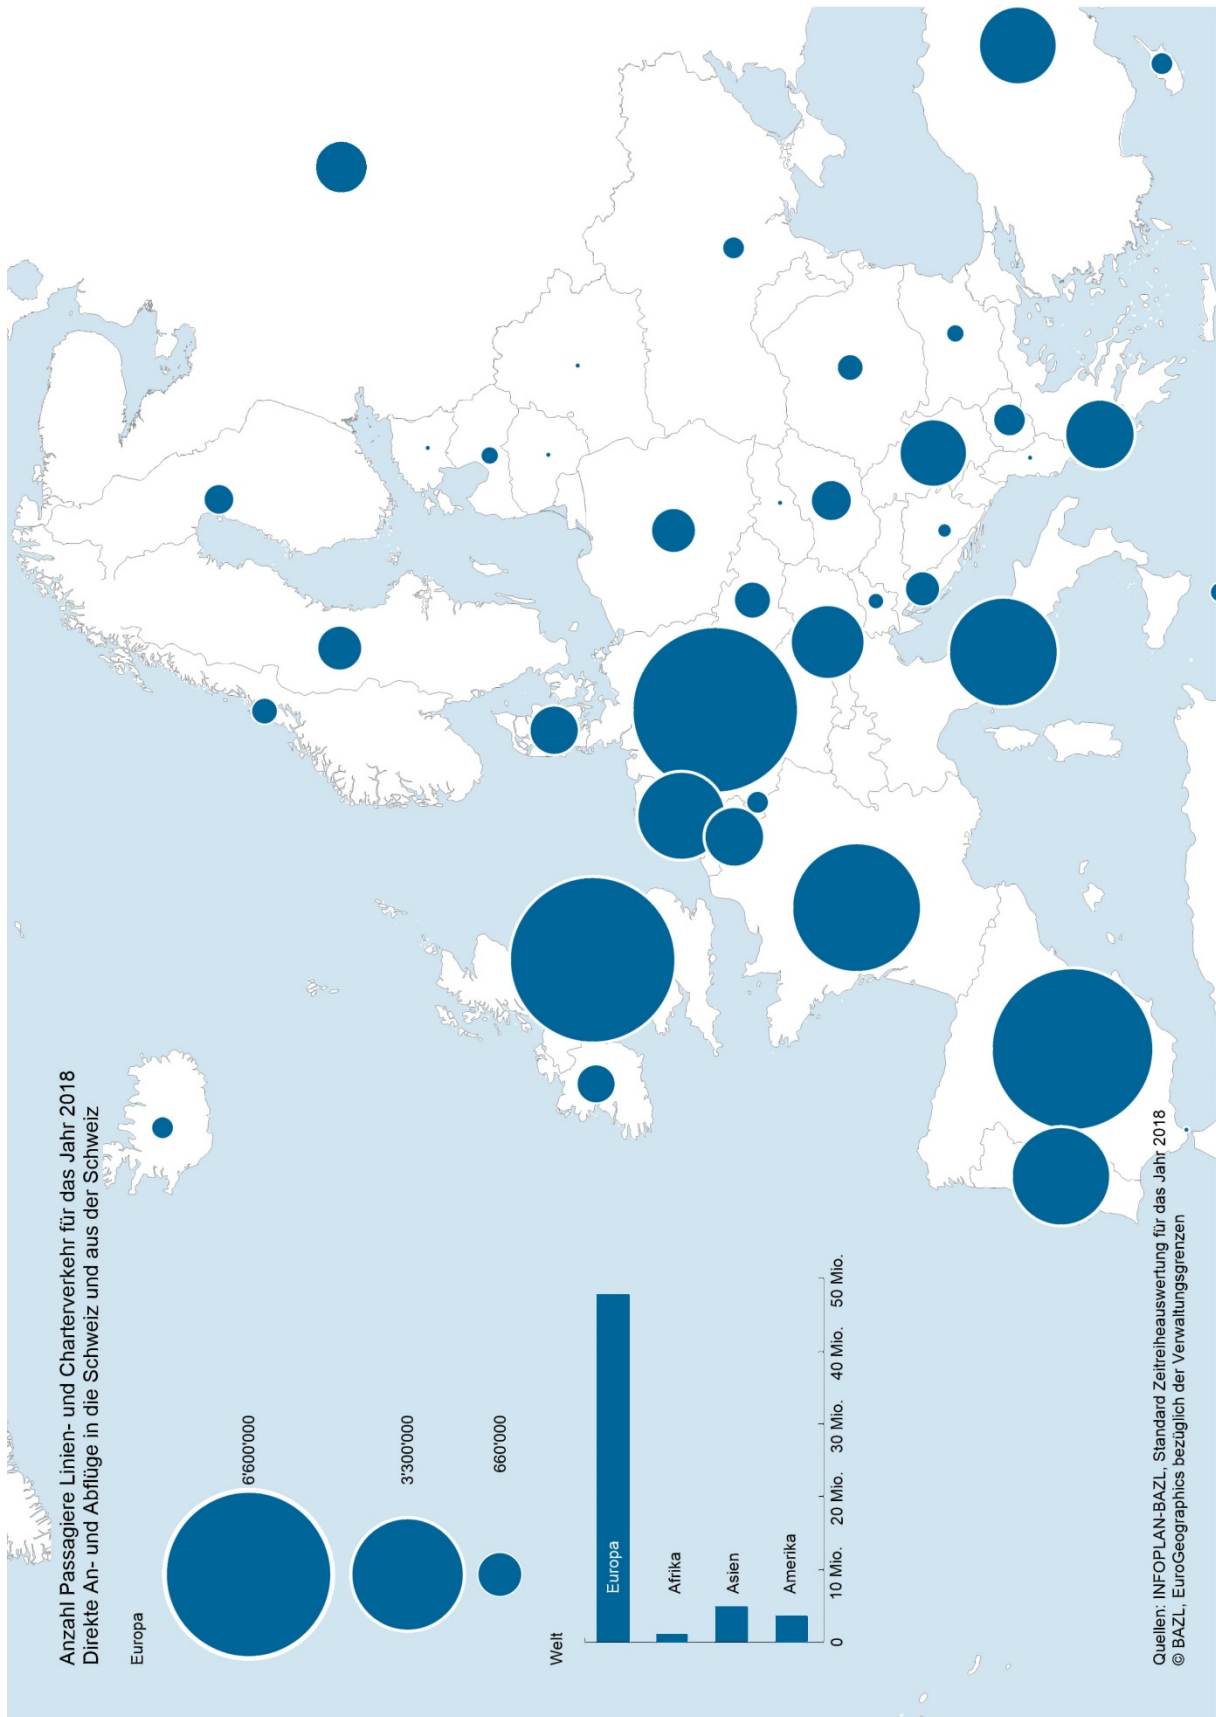 Anzahl Passagiere Linien- und Charterverkehr für das Jahr 2018
Direkte An- und Abflüge in die Schweiz und aus der Schweiz
Europa
6'600'000
3'300'000
660'000
Welt
Europa
Afrika
Asien
Amerika
0
10 Mio.
20 Mio.
30 Mio.
40 Mio.
50 Mio.
Quellen: INFOPLAN-BAZL, Standard Zeitreiheauswertung für das Jahr 2018
© BAZL, EuroGeographics bezüglich der Verwaltungsgrenzen